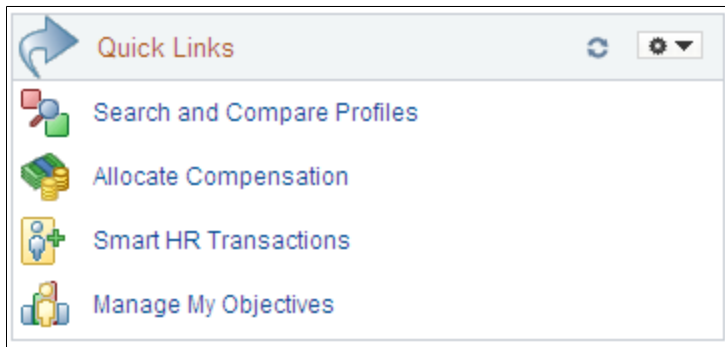 Quick Links
Search and Compare Profiles
Allocate Compensation
Smart HR Transactions
Manage My Objectives